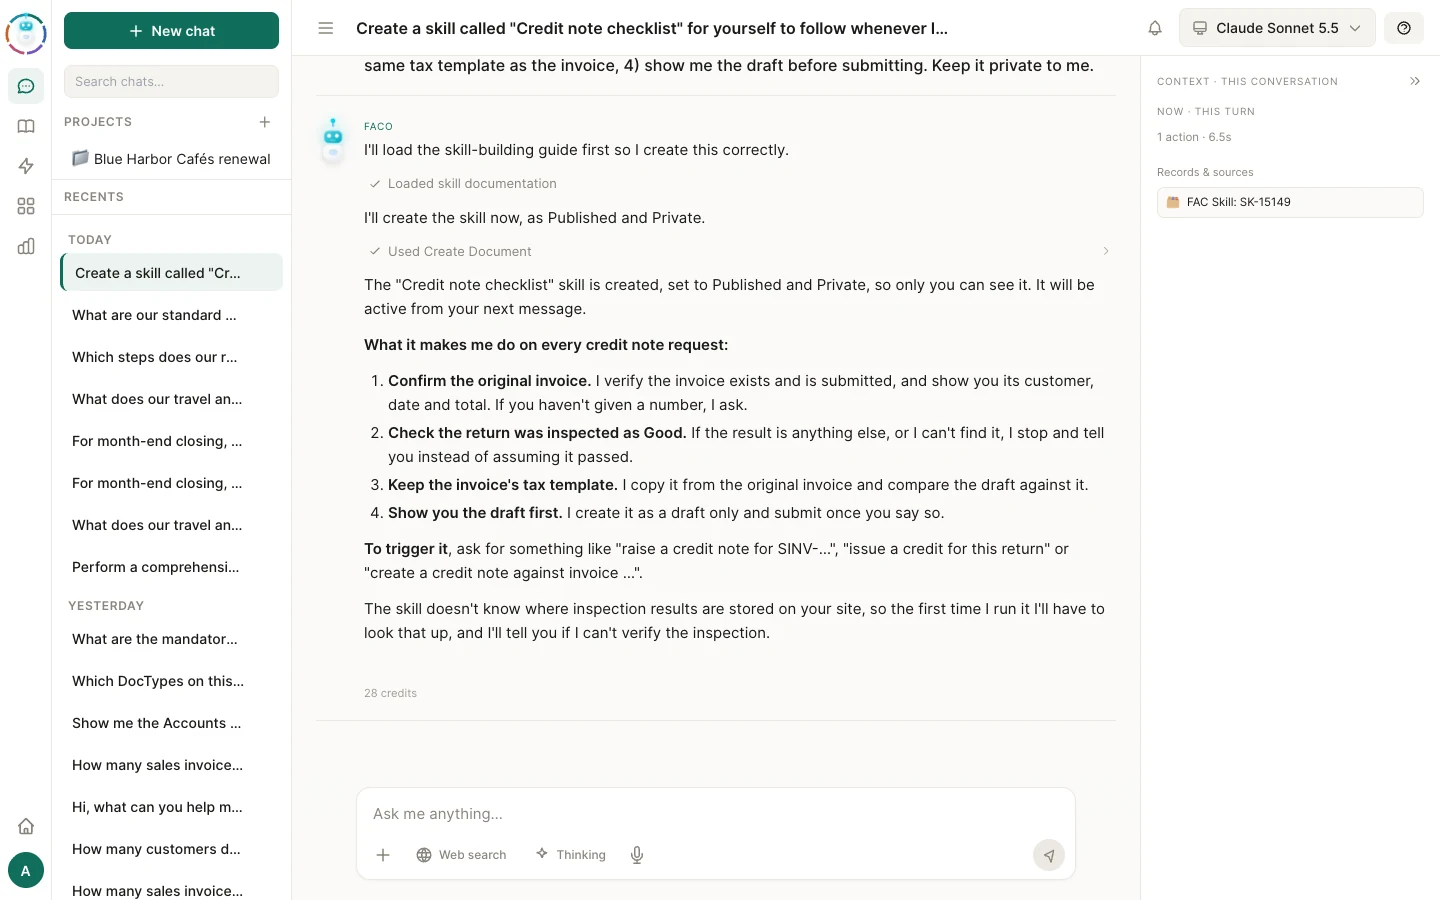 New chat
Search chats...
PROJECTS
Blue Harbor Cafés renewal
RECENTS
TODAY
Create a skill called "Cr...
What are our standard ...
Which steps does our r...
What does our travel an...
For month-end closing, ...
For month-end closing, ...
What does our travel an...
Perform a comprehensi...
YESTERDAY
What are the mandator...
Which DocTypes on this...
Show me the Accounts ...
How many sales invoice...
Hi, what can you help m...
How many customers d...
How many sales invoice...
A
Create a skill called "Credit note checklist" for yourself to follow whenever I...
Claude Sonnet 5.5
same tax template as the invoice, 4) show me the draft before submitting. Keep it private to me.
FACO
I'll load the skill-building guide first so I create this correctly.
Loaded skill documentation
I'll create the skill now, as Published and Private.
Used Create Document
The "Credit note checklist" skill is created, set to Published and Private, so only you can see it. It will be
active from your next message.
What it makes me do on every credit note request:
1. Confirm the original invoice. I verify the invoice exists and is submitted, and show you its customer,
date and total. If you haven't given a number, I ask.
2. Check the return was inspected as Good. If the result is anything else, or I can't find it, I stop and tell
you instead of assuming it passed.
3. Keep the invoice's tax template. I copy it from the original invoice and compare the draft against it.
4. Show you the draft first. I create it as a draft only and submit once you say so.
To trigger it, ask for something like "raise a credit note for SINV-...", "issue a credit for this return" or
"create a credit note against invoice ...".
The skill doesn't know where inspection results are stored on your site, so the first time I run it I'll have to
look that up, and I'll tell you if I can't verify the inspection.
28 credits
Ask me anything...
Web search
Thinking
CONTEXT · THIS CONVERSATION
NOW · THIS TURN
1 action · 6.5s
Records & sources
FAC Skill: SK-15149